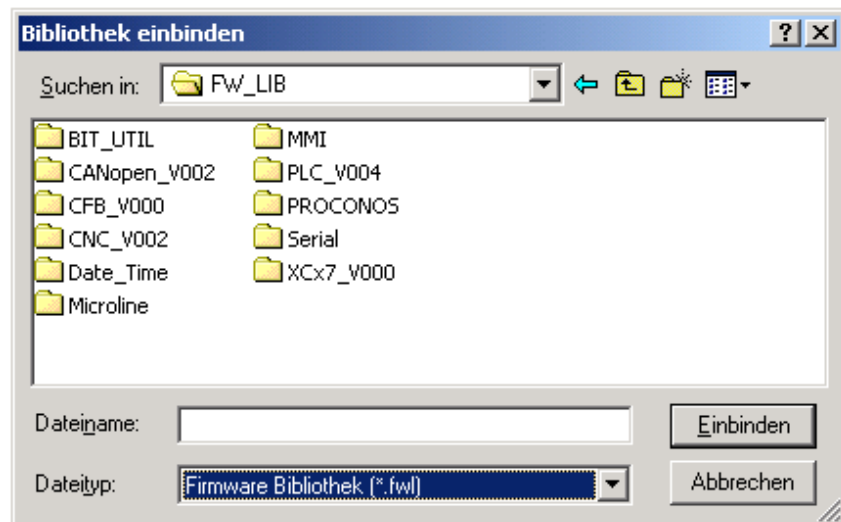 Bibliothek einbinden
Suchen in: FW_LIB
BIT_UTIL MMI
CANopen_V002 PLC_V004
CFB_V000 PROCONOS
CNC_V002 Serial
Date_Time XCx7_V000
Microline
Dateiname: Einbinden
Dateityp: Firmware Bibliothek (*.fwl) Abbrechen